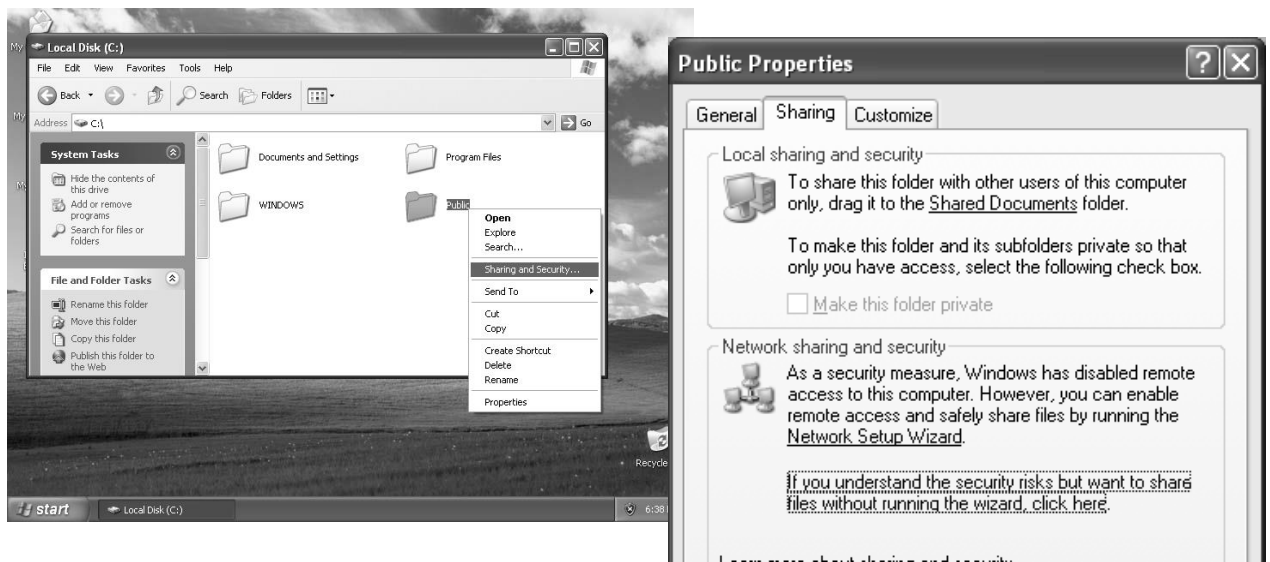 My
Local Disk (C:)
File Edit View Favorites Tools Help
Back Search Folders
My
Address C:\ Go
System Tasks
Hide the contents of
this drive
Add or remove
programs
Search for files or
folders
File and Folder Tasks
Rename this folder
Move this folder
Copy this folder
Publish this folder to
the Web
Documents and Settings
Program Files
WINDOWS
Public
Open
Explore
Search...
Sharing and Security...
Send To
Cut
Copy
Create Shortcut
Delete
Rename
Properties
Recycle
start Local Disk (C:) 6:38
Public Properties
General Sharing Customize
Local sharing and security
To share this folder with other users of this computer
only, drag it to the Shared Documents folder.
To make this folder and its subfolders private so that
only you have access, select the following check box.
Make this folder private
Network sharing and security
As a security measure, Windows has disabled remote
access to this computer. However, you can enable
remote access and safely share files by running the
Network Setup Wizard.
If you understand the security risks but want to share
files without running the wizard, click here.
Learn more about sharing and security